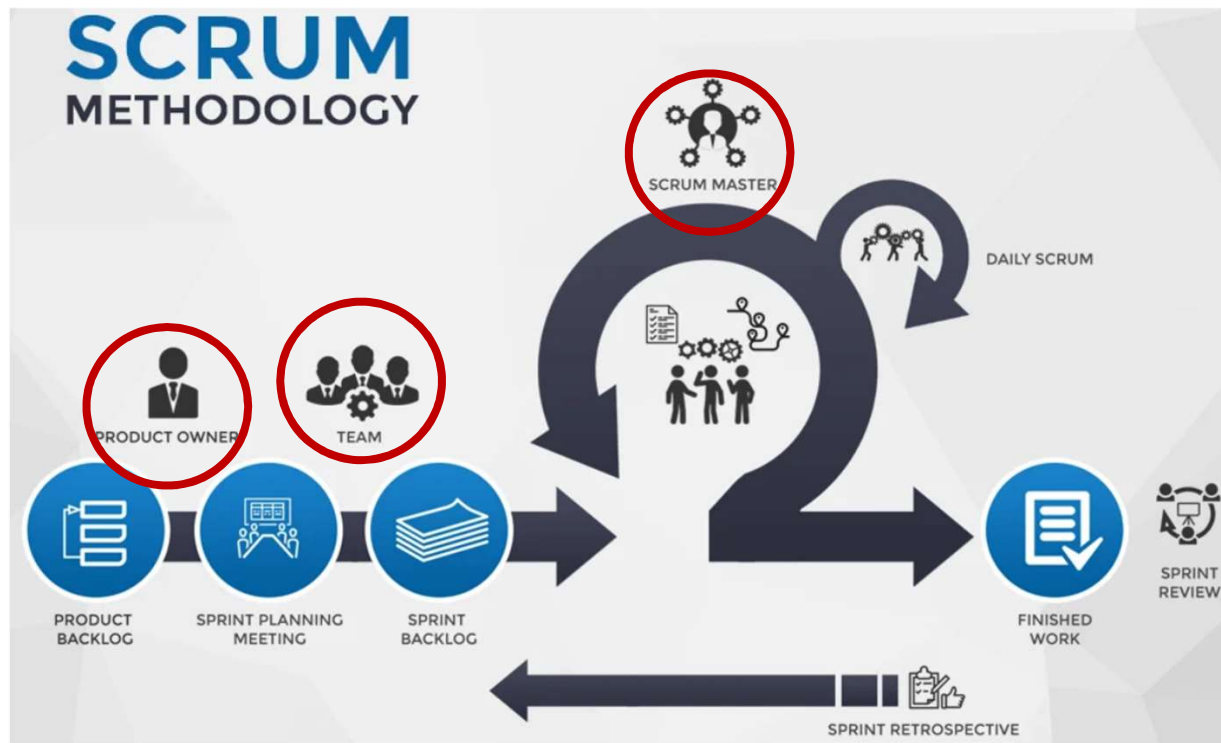 SCRUM
METHODOLOGY
SCRUM MASTER
DAILY SCRUM
PRODUCT OWNER
TEAM
PRODUCT
BACKLOG
SPRINT PLANNING
MEETING
SPRINT
BACKLOG
FINISHED
WORK
SPRINT
REVIEW
SPRINT RETROSPECTIVE